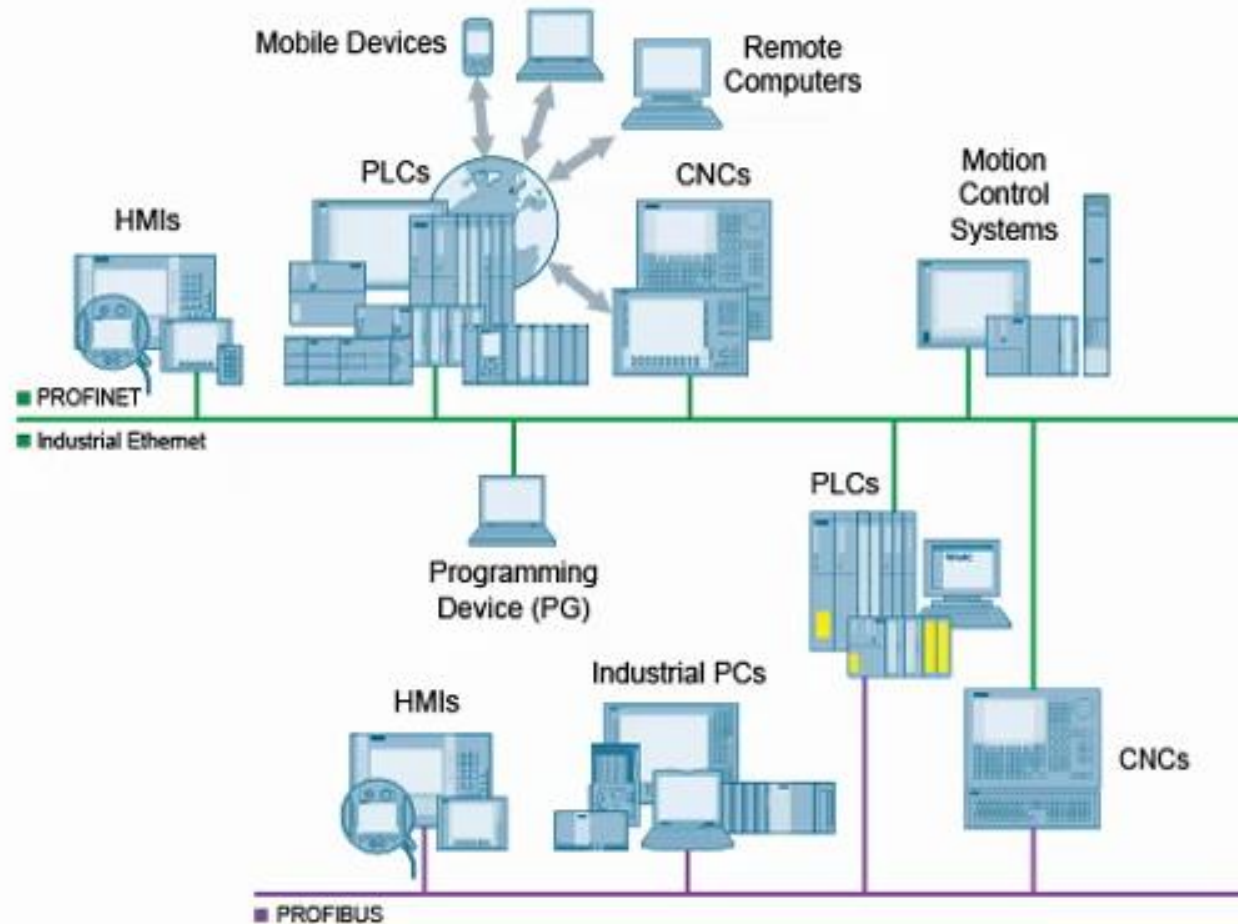 Mobile Devices
Remote
Computers
PLCs
CNCs
Motion
Control
Systems
HMIs
PROFINET
Industrial Ethernet
Programming
Device (PG)
PLCs
Industrial PCs
HMIs
CNCs
PROFIBUS